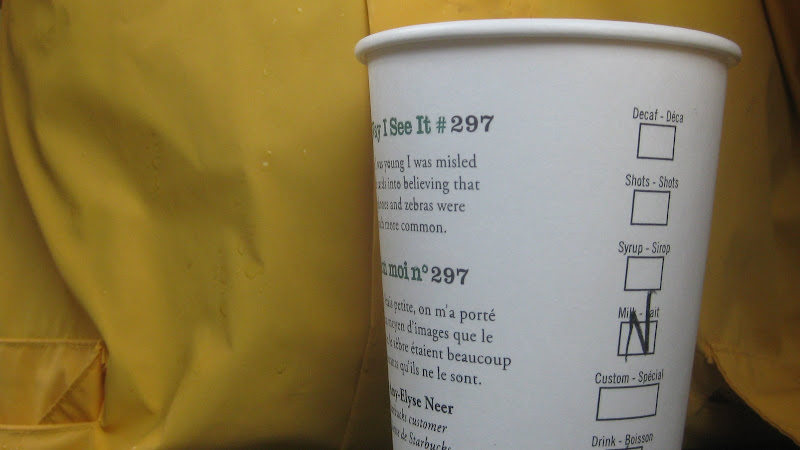 I See It # 297
young I was misled
into believing that
and zebras were
more common.
moi n° 297
petite, on m'a porté
d'images que le
zèbre étaient beaucoup
qu'ils ne le sont.
-Elyse Neer
customer
de Starbucks
Decaf - Déca
Shots - Shots
Syrup - Sirop
Milk - Lait
N
Custom - Spécial
Drink - Boisson